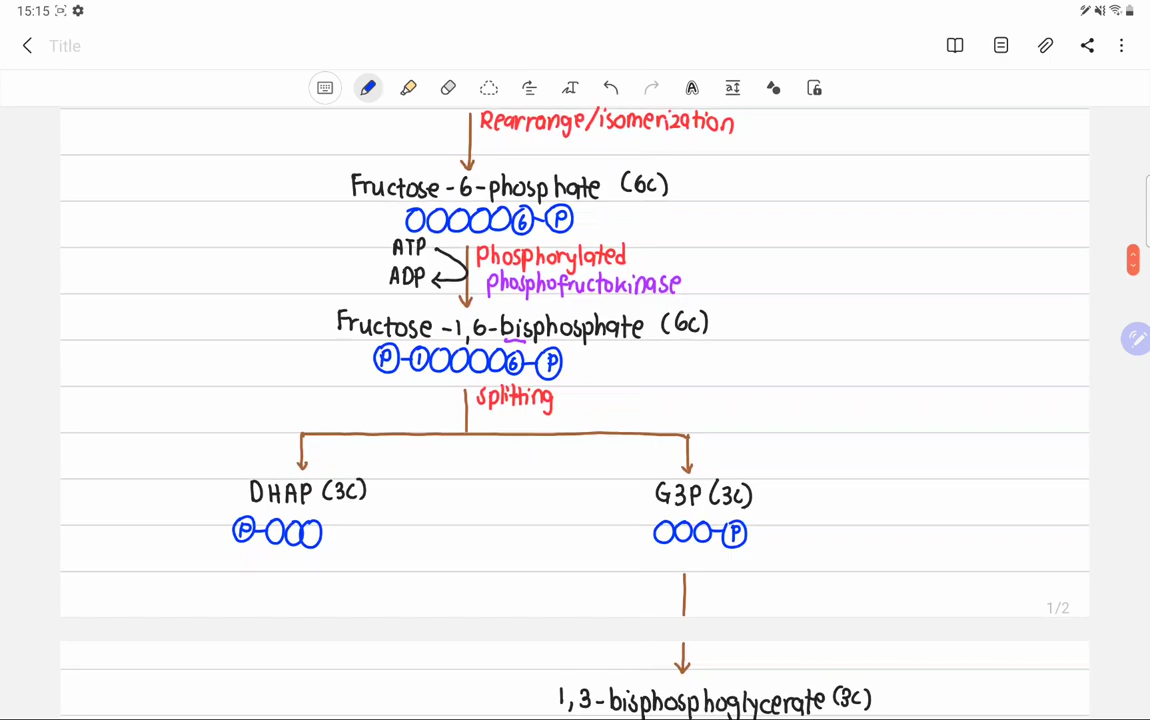 15:15
Title
Rearrange/isomerization
Fructose-6-phosphate (6c)
6 P
ATP
Phosphorylated
ADP
phosphofructokinase
Fructose-1,6-bisphosphate (6c)
P 1 6 P
splitting
DHAP (3c)
G3P (3c)
P
P
1/2
1,3-bisphosphoglycerate (3c)